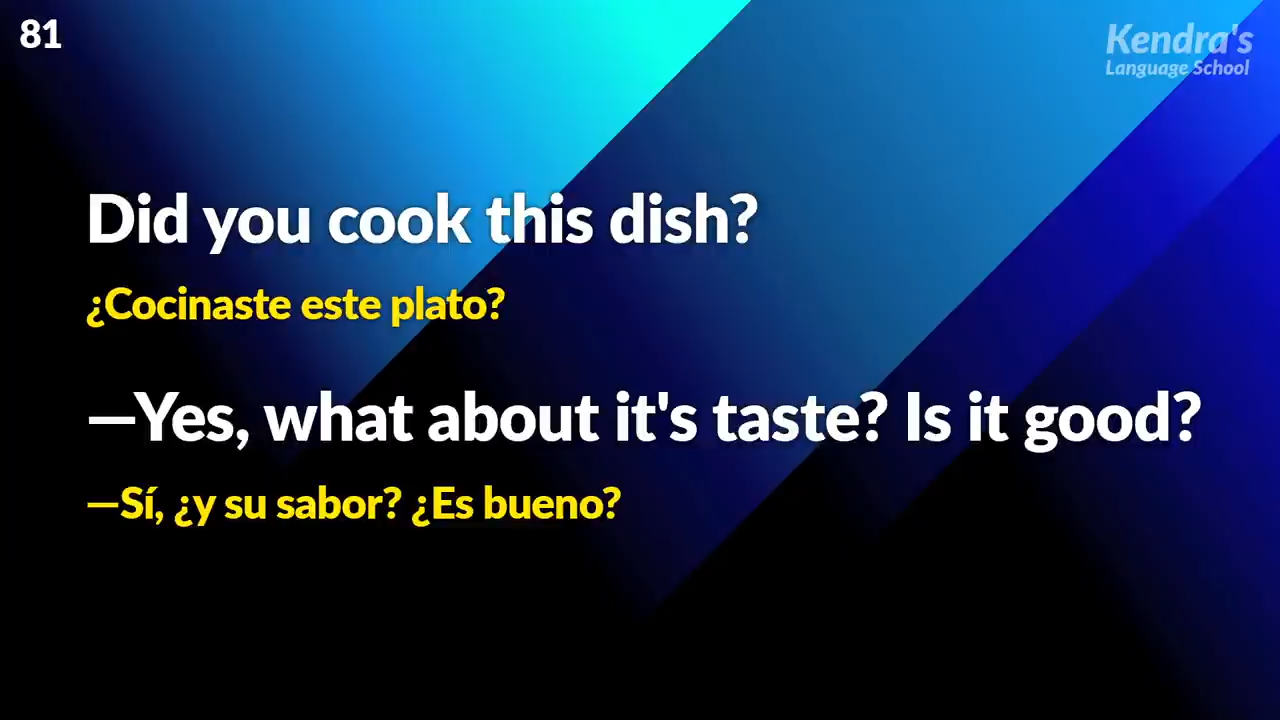 81
Kendra's
Language School
Did you cook this dish?
¿Cocinaste este plato?
—Yes, what about it's taste? Is it good?
—Sí, ¿y su sabor? ¿Es bueno?